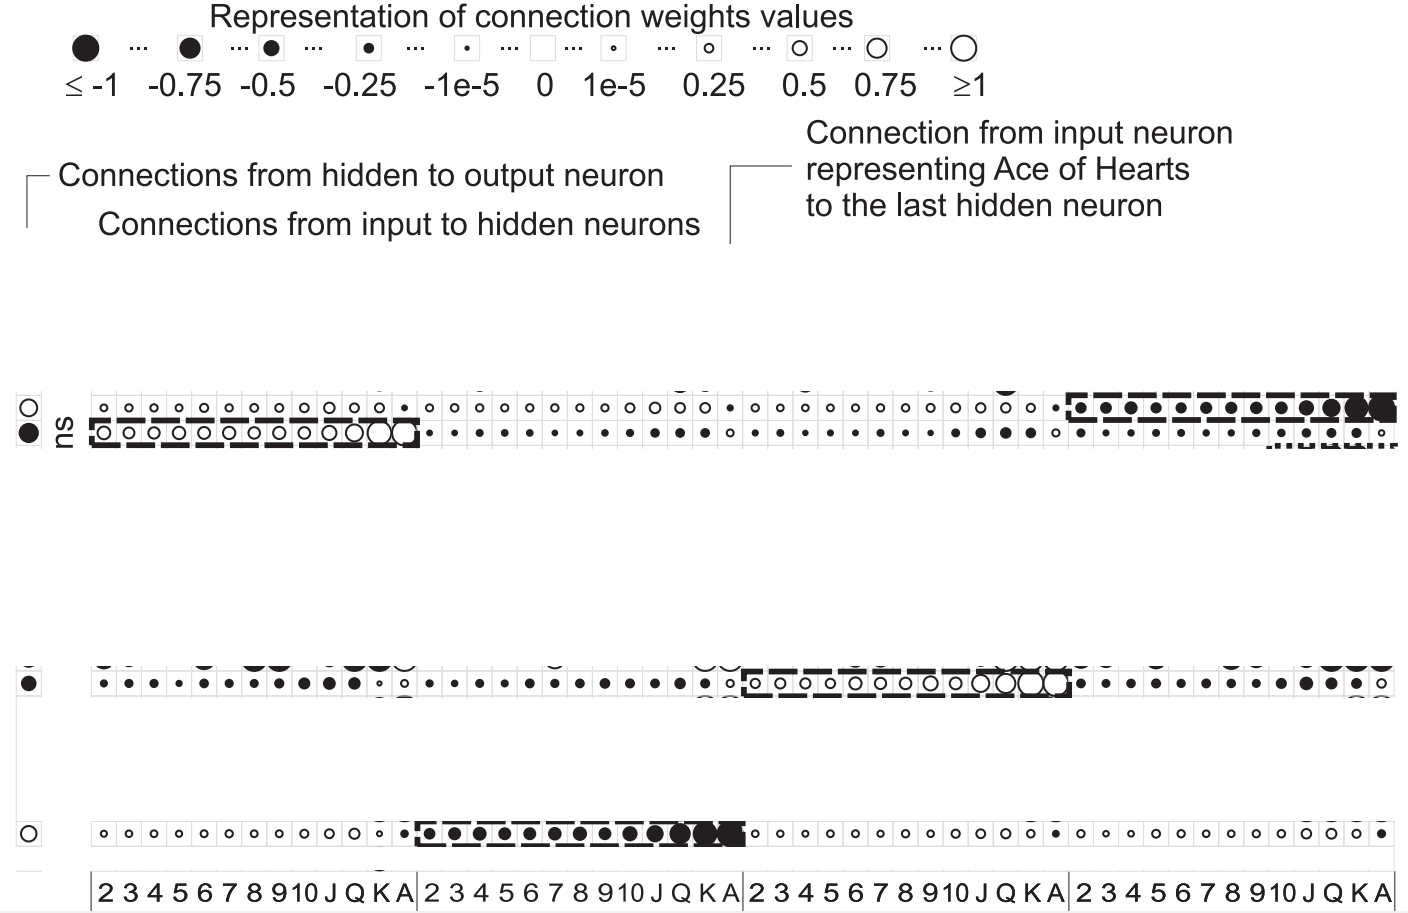 Representation of connection weights values
... ... ... ... ... ... ... ... ... ...
≤ -1 -0.75 -0.5 -0.25 -1e-5 0 1e-5 0.25 0.5 0.75 ≥1
Connection from input neuron
representing Ace of Hearts
to the last hidden neuron
Connections from hidden to output neuron
Connections from input to hidden neurons
ns
2 3 4 5 6 7 8 9 10 J Q K A 2 3 4 5 6 7 8 9 10 J Q K A 2 3 4 5 6 7 8 9 10 J Q K A 2 3 4 5 6 7 8 9 10 J Q K A